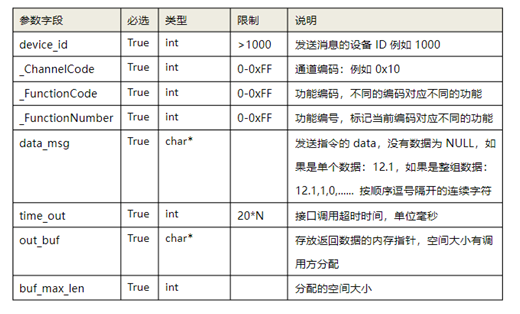 参数字段 必选 类型 限制 说明
device_id True int >1000 发送消息的设备 ID 例如 1000
_ChannelCode True int 0-0xFF 通道编码：例如 0x10
_FunctionCode True int 0-0xFF 功能编码，不同的编码对应不同的功能
_FunctionNumber True int 0-0xFF 功能编号，标记当前编码对应不同的功能
data_msg True char* 发送指令的 data，没有数据为 NULL，如
果是单个数据：12.1，如果是整组数据：
12.1,1,0,…… 按顺序逗号隔开的连续字符
time_out True int 20*N 接口调用超时时间，单位毫秒
out_buf True char* 存放返回数据的内存指针，空间大小有调
用方分配
buf_max_len True int 分配的空间大小